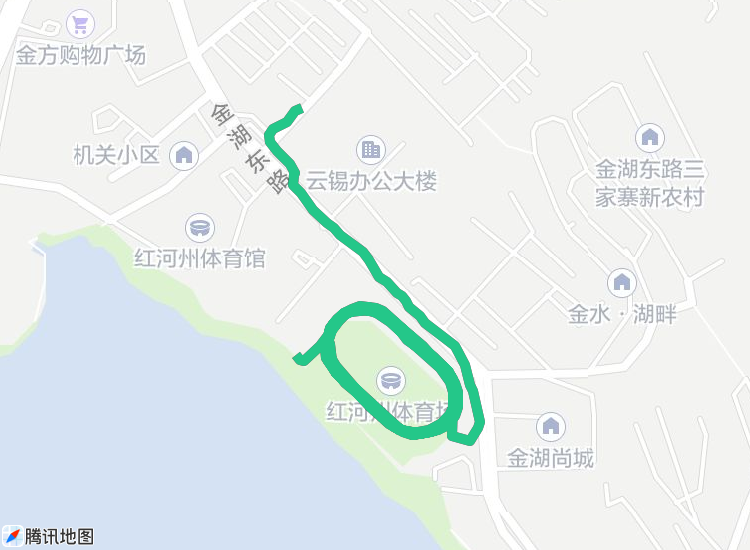 金方购物广场
金湖东路
机关小区
云锡办公大楼
金湖东路三
家寨新农村
红河州体育馆
金水·湖畔
红河州体育场
金湖尚城
腾讯地图